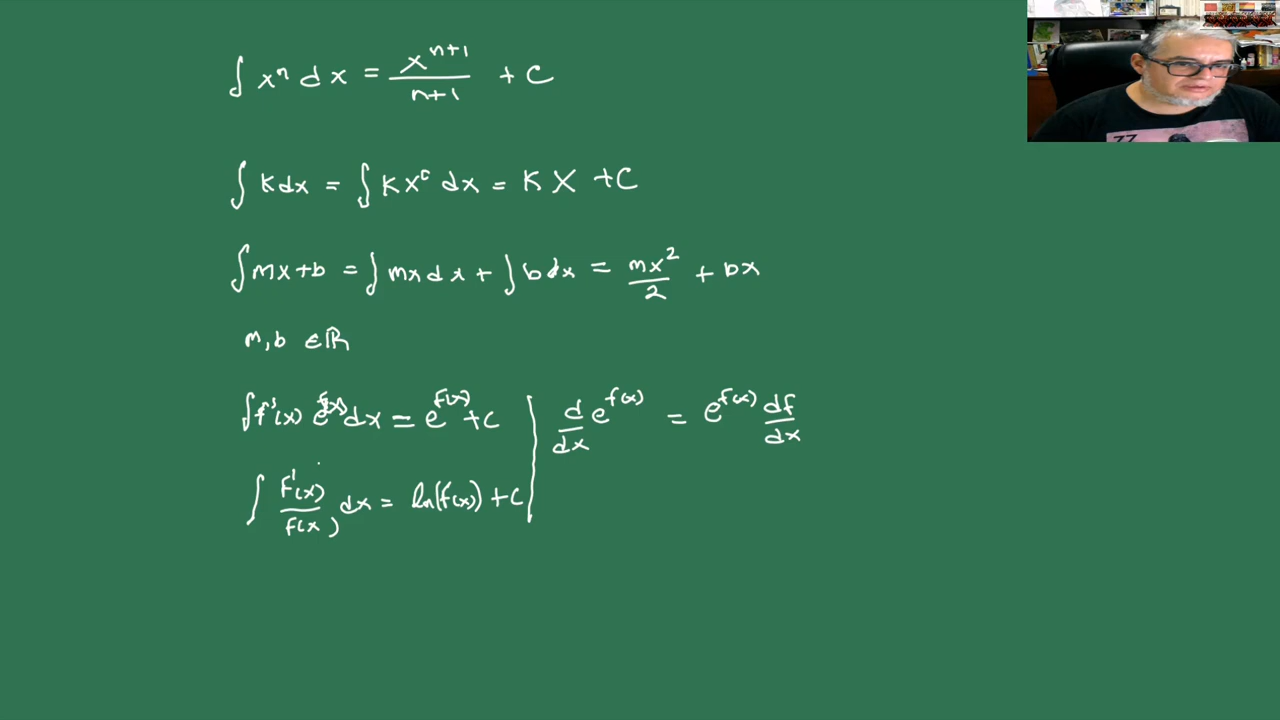 ∫ xⁿ dx = x^(n+1) / (n+1) + C
∫ K dx = ∫ K X⁰ dx = K X + C
∫ mx + b = ∫ mx dx + ∫ b dx = mx² / 2 + bx
m, b ∈ ℝ
∫ f'(x) e^(f(x)) dx = e^(f(x)) + C | d/dx e^(f(x)) = e^(f(x)) df/dx
∫ f'(x) / f(x) dx = ln(f(x)) + C
ZZ